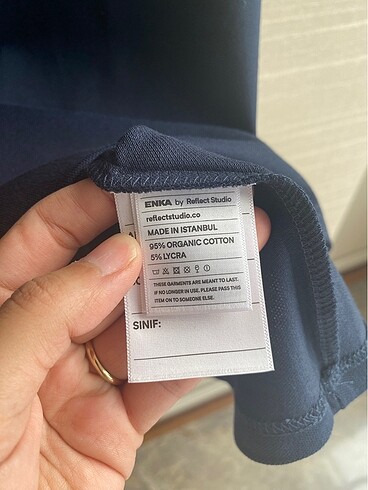 ENKA by Reflect Studio
reflectstudio.co
MADE IN ISTANBUL
95% ORGANIC COTTON
5% LYCRA
THESE GARMENTS ARE MEANT TO LAST.
IF NO LONGER IN USE, PLEASE PASS THIS
ITEM ON TO SOMEONE ELSE.
SINIF: